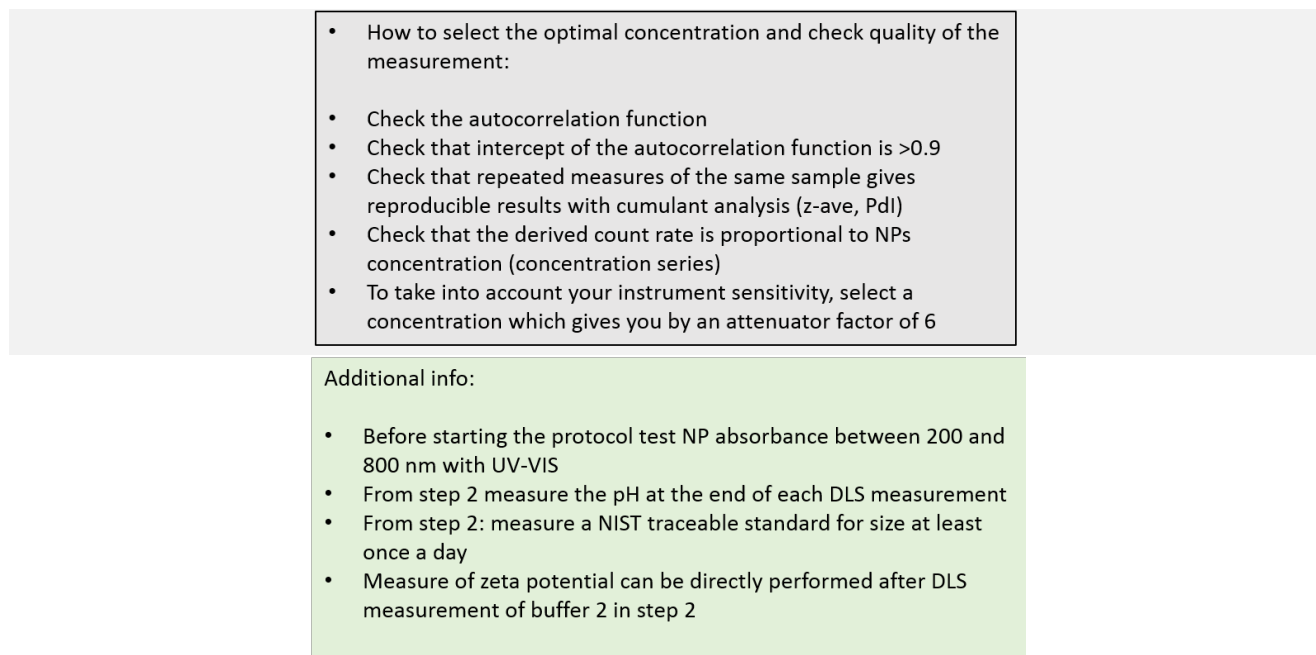 • How to select the optimal concentration and check quality of the
measurement:
• Check the autocorrelation function
• Check that intercept of the autocorrelation function is >0.9
• Check that repeated measures of the same sample gives
reproducible results with cumulant analysis (z-ave, PdI)
• Check that the derived count rate is proportional to NPs
concentration (concentration series)
• To take into account your instrument sensitivity, select a
concentration which gives you by an attenuator factor of 6
Additional info:
• Before starting the protocol test NP absorbance between 200 and
800 nm with UV-VIS
• From step 2 measure the pH at the end of each DLS measurement
• From step 2: measure a NIST traceable standard for size at least
once a day
• Measure of zeta potential can be directly performed after DLS
measurement of buffer 2 in step 2